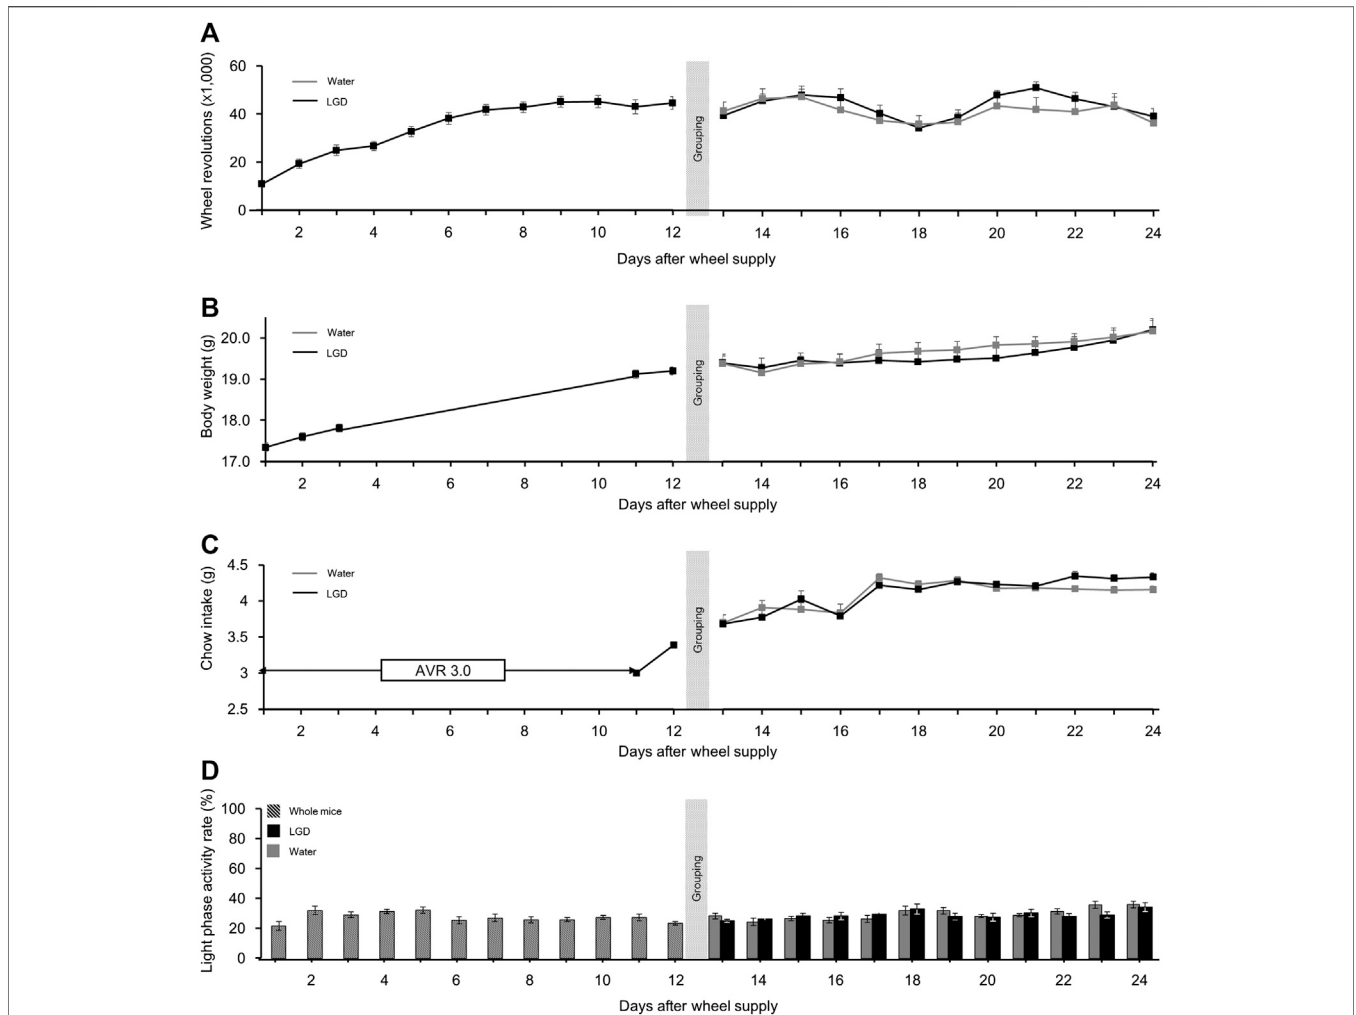 A
Wheel revolutions (x1,000)
60
40
20
0
Water
LGD
Grouping
2 4 6 8 10 12 14 16 18 20 22 24
Days after wheel supply
B
Body weight (g)
20.0
19.0
18.0
17.0
Water
LGD
Grouping
2 4 6 8 10 12 14 16 18 20 22 24
Days after wheel supply
C
Chow intake (g)
4.5
4
3.5
3
2.5
Water
LGD
AVR 3.0
Grouping
2 4 6 8 10 12 14 16 18 20 22 24
Days after wheel supply
D
Light phase activity rate (%)
100
80
60
40
20
0
Whole mice
LGD
Water
Grouping
2 4 6 8 10 12 14 16 18 20 22 24
Days after wheel supply